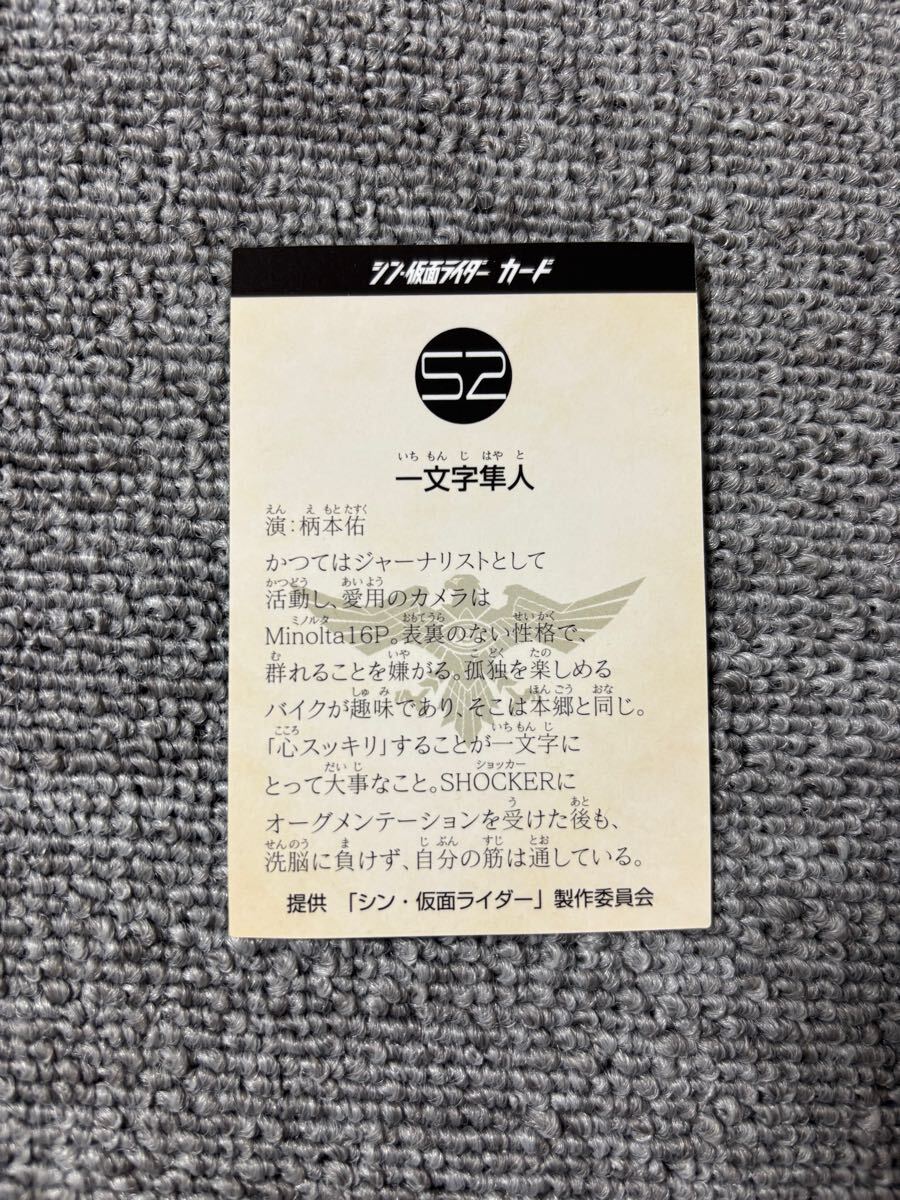 シン・仮面ライダー カード
52
いちもんじはやと
一文字隼人
えん えもとたすく
演：柄本佑
かつてはジャーナリストとして
かつどう あいよう
活動し、愛用のカメラは
ミノルタ おもてうら せいかく
Minolta16P。表裏のない性格で、
む いや こどく たの
群れることを嫌がる。孤独を楽しめる
しゅみ ほんごう おな
バイクが趣味であり、そこは本郷と同じ。
こころ いちもんじ
「心スッキリ」することが一文字に
だいじ ショッカー
とって大事なこと。SHOCKERに
う あと
オーグメンテーションを受けた後も、
せんのう ま じぶん すじ とお
洗脳に負けず、自分の筋は通している。
提供 「シン・仮面ライダー」製作委員会